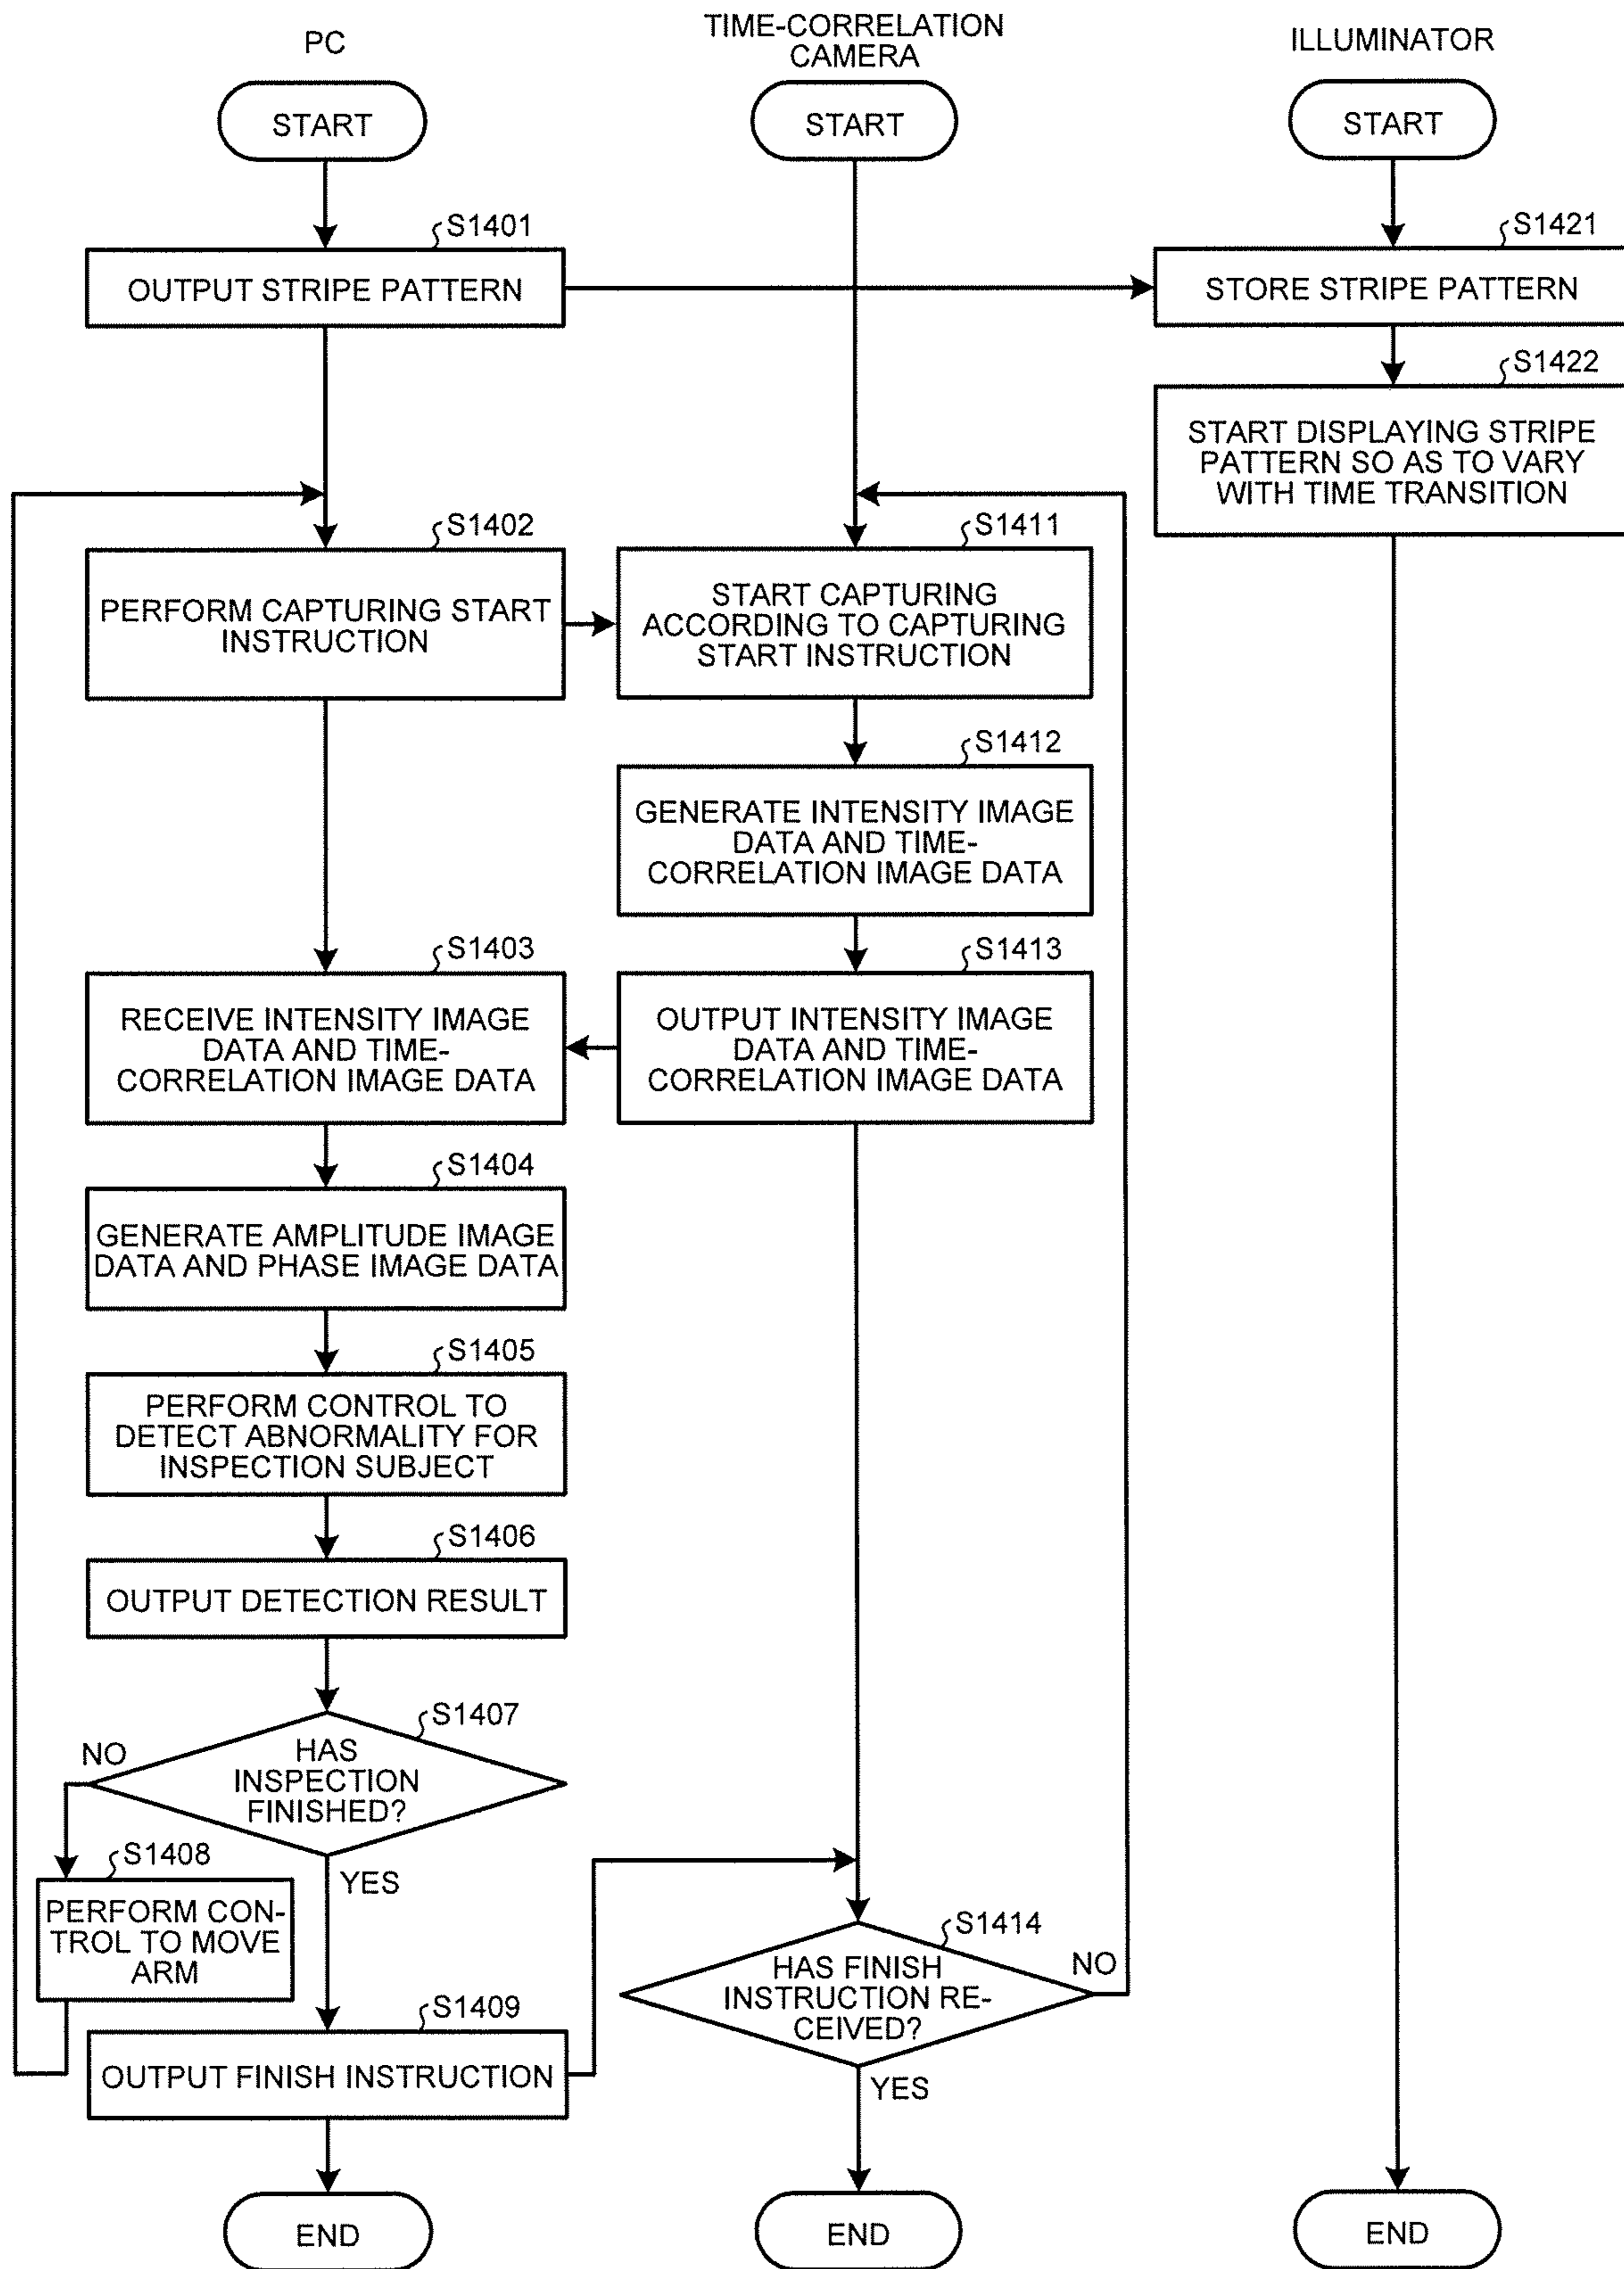 PC
START
S1401
OUTPUT STRIPE PATTERN
S1402
PERFORM CAPTURING START
INSTRUCTION
S1403
RECEIVE INTENSITY IMAGE
DATA AND TIME-
CORRELATION IMAGE DATA
S1404
GENERATE AMPLITUDE IMAGE
DATA AND PHASE IMAGE DATA
S1405
PERFORM CONTROL TO
DETECT ABNORMALITY FOR
INSPECTION SUBJECT
S1406
OUTPUT DETECTION RESULT
S1407
HAS
INSPECTION
FINISHED?
NO
YES
S1408
PERFORM CON-
TROL TO MOVE
ARM
S1409
OUTPUT FINISH INSTRUCTION
END
TIME-CORRELATION
CAMERA
START
S1411
START CAPTURING
ACCORDING TO CAPTURING
START INSTRUCTION
S1412
GENERATE INTENSITY IMAGE
DATA AND TIME-
CORRELATION IMAGE DATA
S1413
OUTPUT INTENSITY IMAGE
DATA AND TIME-
CORRELATION IMAGE DATA
S1414
HAS FINISH
INSTRUCTION RE-
CEIVED?
NO
YES
END
ILLUMINATOR
START
S1421
STORE STRIPE PATTERN
S1422
START DISPLAYING STRIPE
PATTERN SO AS TO VARY
WITH TIME TRANSITION
END